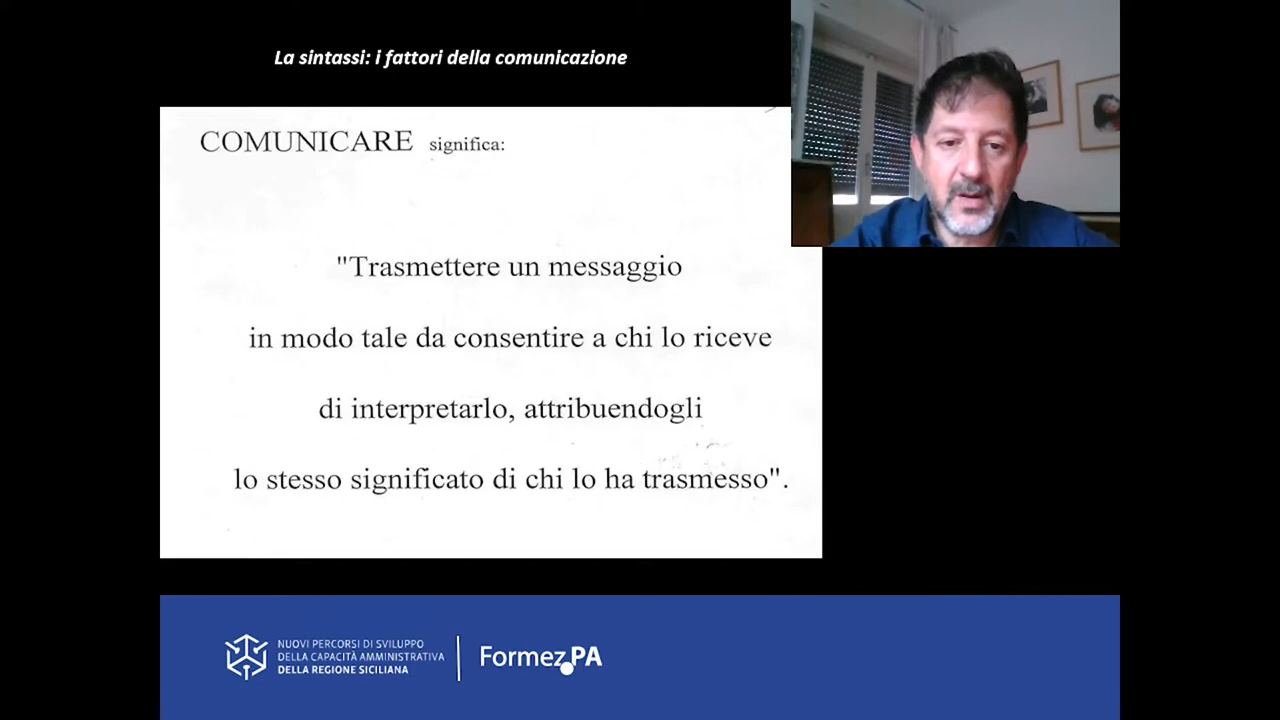 La sintassi: i fattori della comunicazione
COMUNICARE significa:
"Trasmettere un messaggio
in modo tale da consentire a chi lo riceve
di interpretarlo, attribuendogli
lo stesso significato di chi lo ha trasmesso".
NUOVI PERCORSI DI SVILUPPO
DELLA CAPACITÀ AMMINISTRATIVA
DELLA REGIONE SICILIANA
Formez.PA